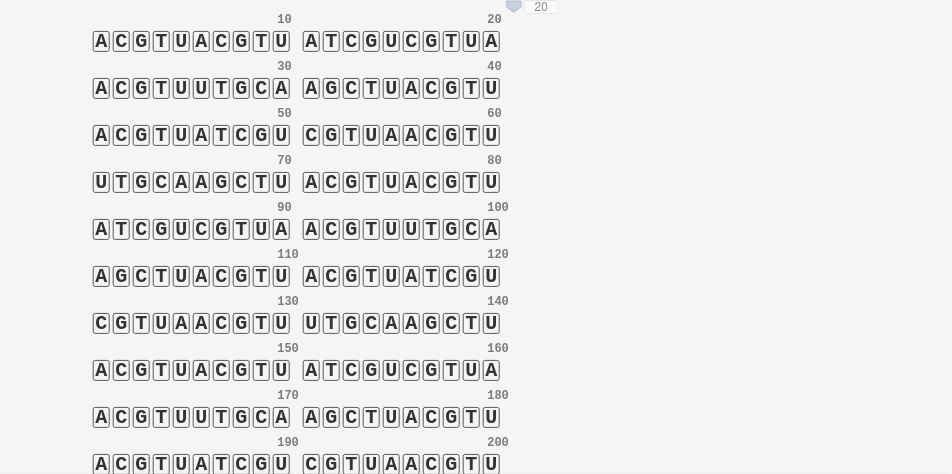 20
10 20
ACGTUACGTU ATCGUCGTUA
30 40
ACGTUUTGCA AGCTUACGTU
50 60
ACGTUATCGU CGTUAACGTU
70 80
UTGCAAGCTU ACGTUACGTU
90 100
ATCGUCGTUA ACGTUUTGCA
110 120
AGCTUACGTU ACGTUATCGU
130 140
CGTUAACGTU UTGCAAGCTU
150 160
ACGTUACGTU ATCGUCGTUA
170 180
ACGTUUTGCA AGCTUACGTU
190 200
ACGTUATCGU CGTUAACGTU